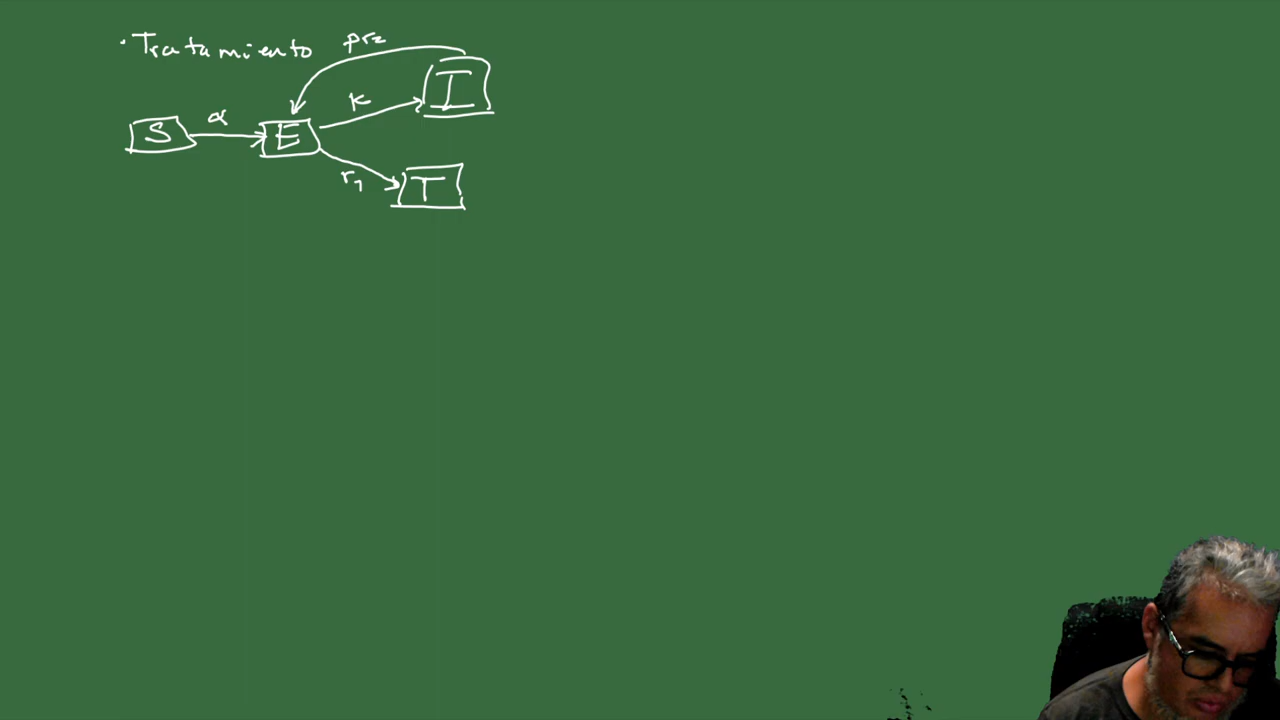 · Tratamiento
pr₂
I
k
α
S
E
r₁
T